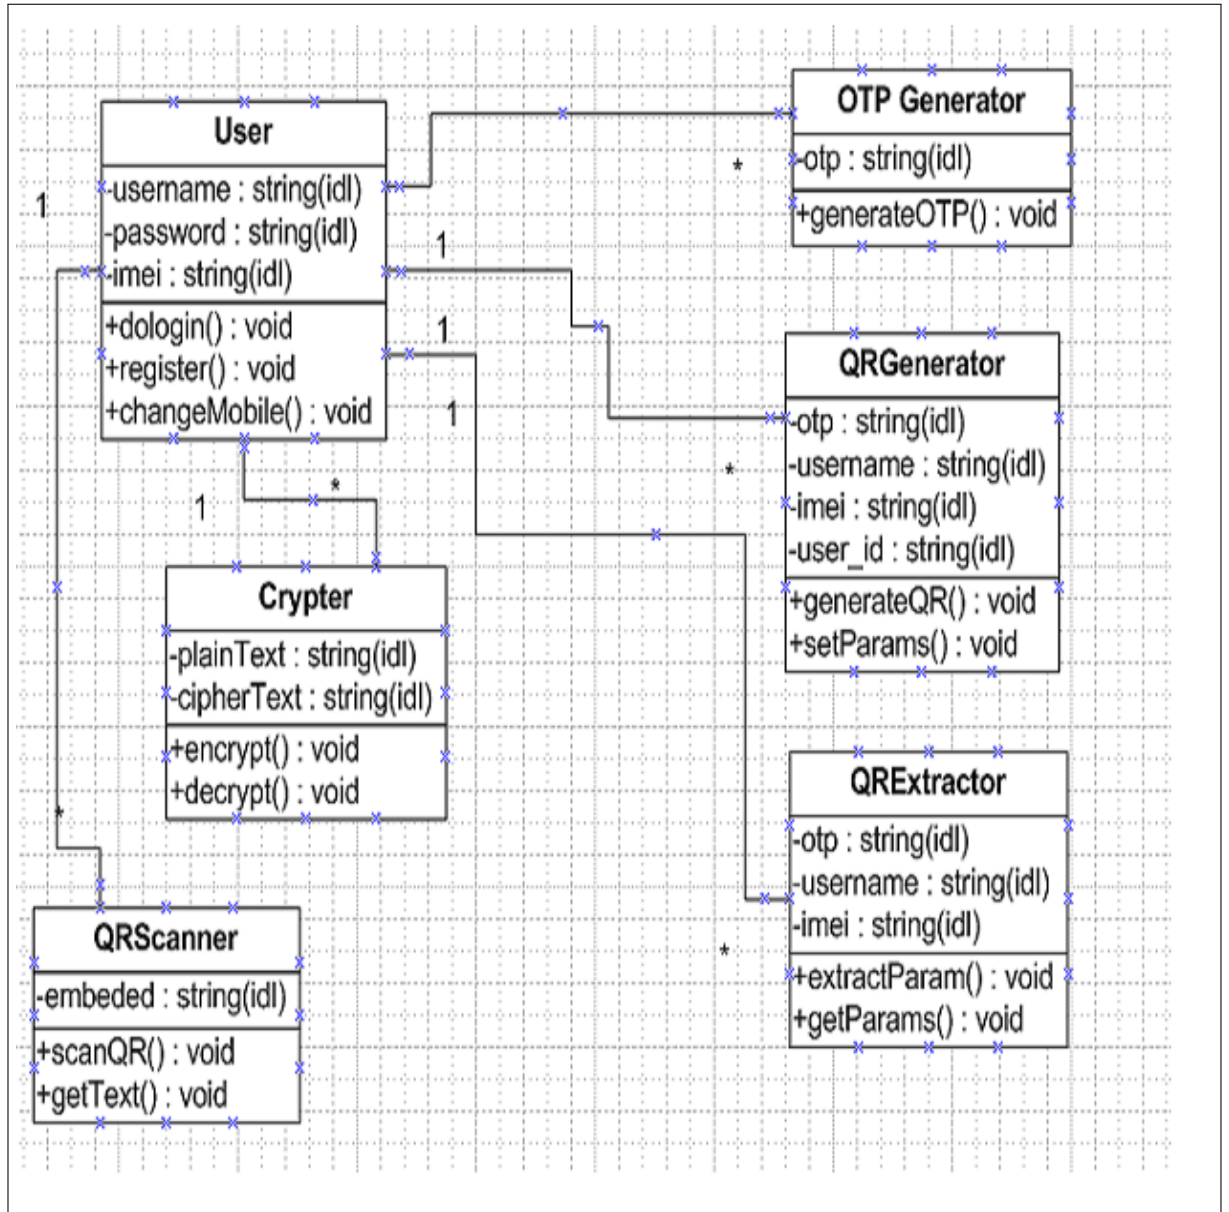 User
-username : string(idl)
-password : string(idl)
-imei : string(idl)
+dologin() : void
+register() : void
+changeMobile() : void
1
1
1
1
1
*
OTP Generator
-otp : string(idl)
+generateOTP() : void
*
QRGenerator
-otp : string(idl)
-username : string(idl)
-imei : string(idl)
-user_id : string(idl)
+generateQR() : void
+setParams() : void
*
Crypter
-plainText : string(idl)
-cipherText : string(idl)
+encrypt() : void
+decrypt() : void
*
QRExtractor
-otp : string(idl)
-username : string(idl)
-imei : string(idl)
+extractParam() : void
+getParams() : void
*
QRScanner
-embeded : string(idl)
+scanQR() : void
+getText() : void